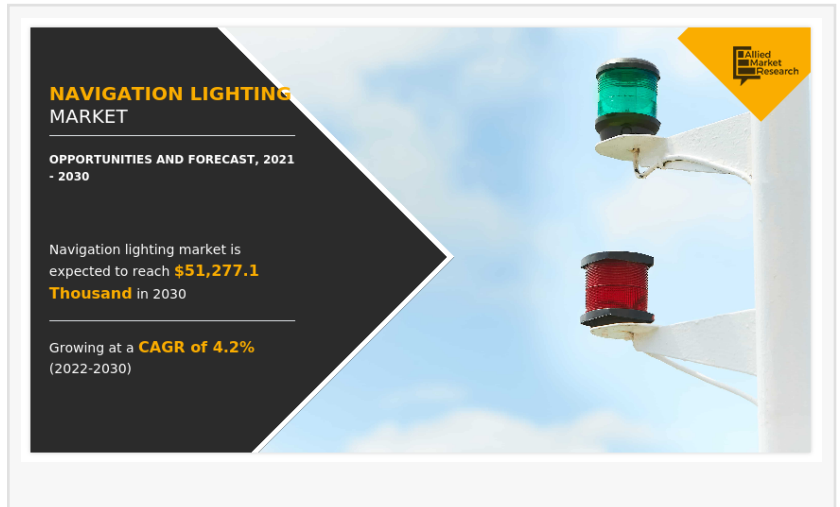 NAVIGATION LIGHTING
MARKET
OPPORTUNITIES AND FORECAST, 2021
- 2030
Navigation lighting market is
expected to reach $51,277.1
Thousand in 2030
Growing at a CAGR of 4.2%
(2022-2030)
Allied
Market
Research